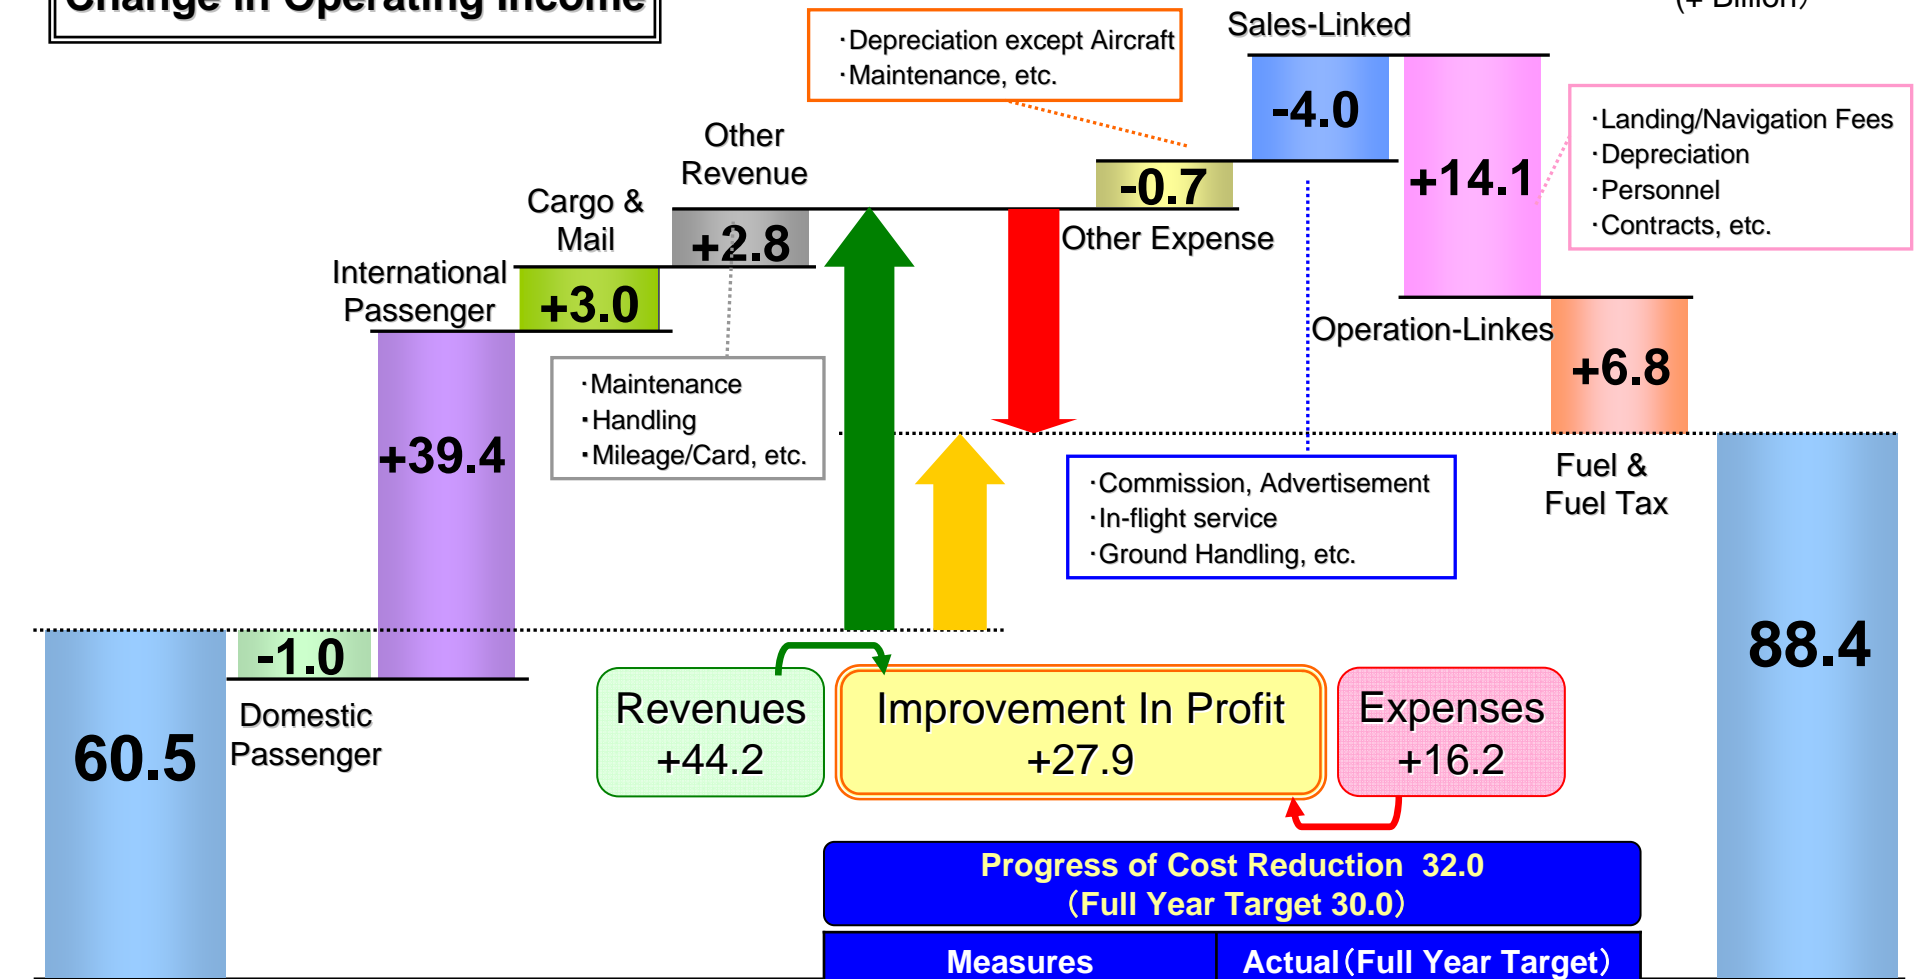 Change in Operating Income
Billion)
・Depreciation except Aircraft
・Maintenance, etc.
Sales-Linked
-4.0
+14.1
・Landing/Navigation Fees
・Depreciation
・Personnel
・Contracts, etc.
Other
Revenue
+2.8
-0.7
Other Expense
Cargo &
Mail
+3.0
International
Passenger
+39.4
・Maintenance
・Handling
・Mileage/Card, etc.
Operation-Linkes
+6.8
Fuel &
Fuel Tax
・Commission, Advertisement
・In-flight service
・Ground Handling, etc.
60.5
-1.0
Domestic
Passenger
88.4
Revenues
+44.2
Improvement In Profit
+27.9
Expenses
+16.2
Progress of Cost Reduction 32.0
（Full Year Target 30.0）
Measures
Actual（Full Year Target）